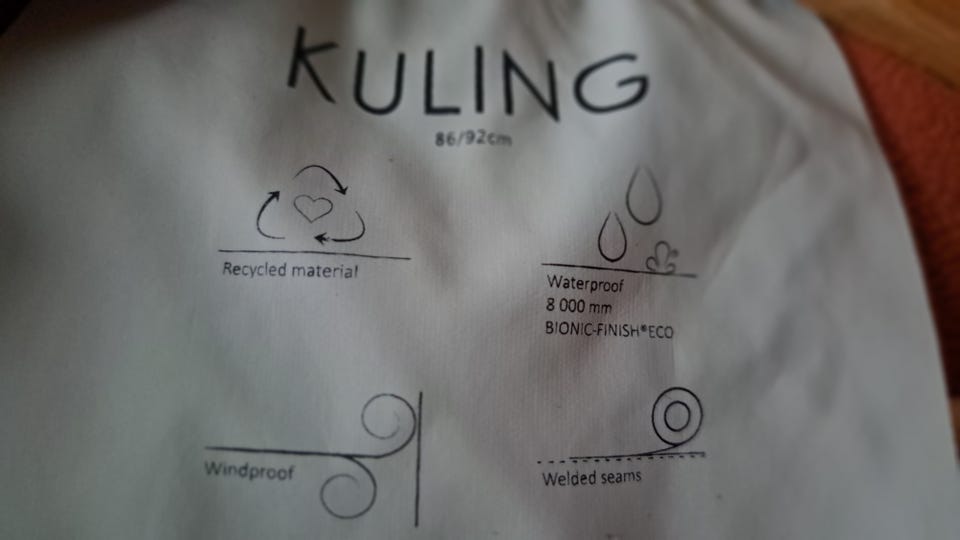 KULING
86/92cm
Recycled material
Waterproof
8 000 mm
BIONIC-FINISH®ECO
Windproof
Welded seams